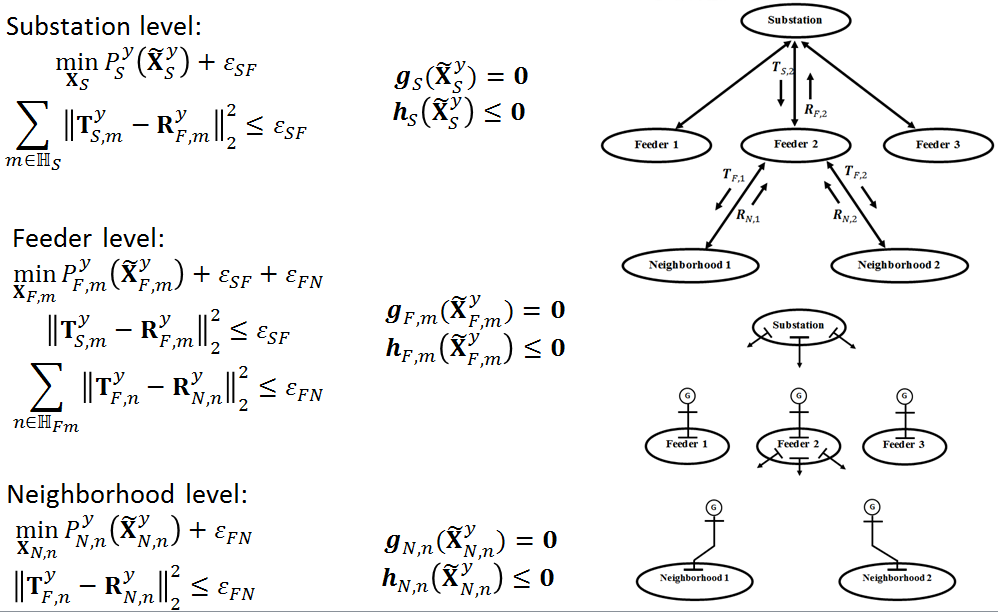 Substation level:
min P_S^y(X̃_S^y) + ε_SF
X_S
∑ ‖T_{S,m}^y − R_{F,m}^y‖_2^2 ≤ ε_SF
m∈ℍ_S
g_S(X̃_S^y) = 0
h_S(X̃_S^y) ≤ 0
Feeder level:
min P_{F,m}^y(X̃_{F,m}^y) + ε_SF + ε_FN
X_{F,m}
‖T_{S,m}^y − R_{F,m}^y‖_2^2 ≤ ε_SF
∑ ‖T_{F,n}^y − R_{N,n}^y‖_2^2 ≤ ε_FN
n∈ℍ_{Fm}
g_{F,m}(X̃_{F,m}^y) = 0
h_{F,m}(X̃_{F,m}^y) ≤ 0
Neighborhood level:
min P_{N,n}^y(X̃_{N,n}^y) + ε_FN
X_{N,n}
‖T_{F,n}^y − R_{N,n}^y‖_2^2 ≤ ε_FN
g_{N,n}(X̃_{N,n}^y) = 0
h_{N,n}(X̃_{N,n}^y) ≤ 0
Substation
T_{S,2}
R_{F,2}
Feeder 1
Feeder 2
Feeder 3
T_{F,1}
T_{F,2}
R_{N,1}
R_{N,2}
Neighborhood 1
Neighborhood 2
Substation
G
G
G
Feeder 1
Feeder 2
Feeder 3
G
G
Neighborhood 1
Neighborhood 2